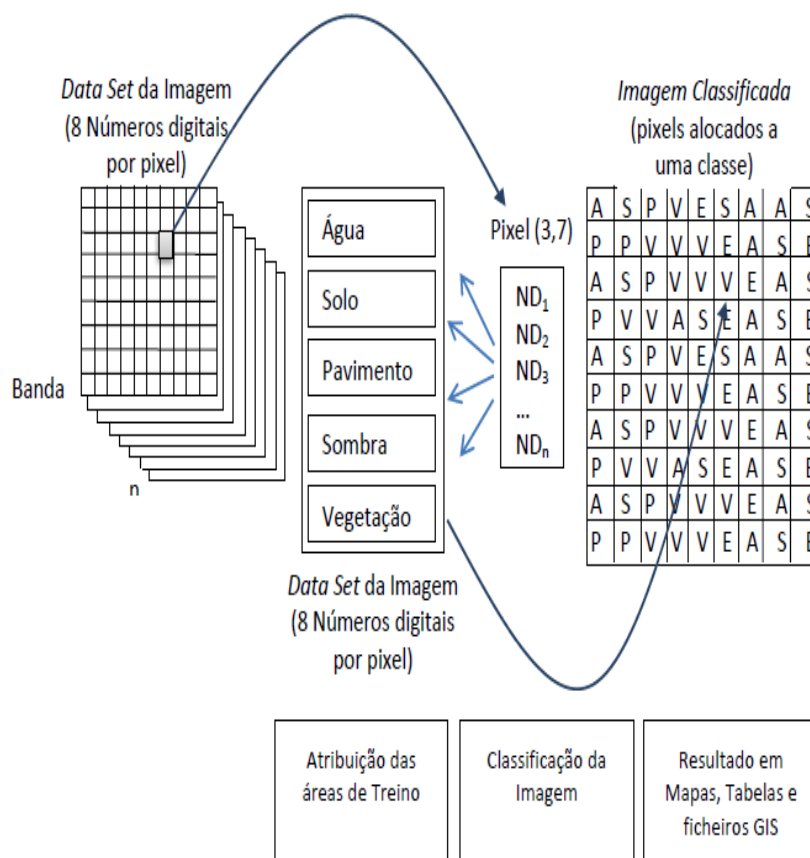 Data Set da Imagem
(8 Números digitais
por pixel)
Banda
n
Água
Solo
Pavimento
Sombra
Vegetação
Data Set da Imagem
(8 Números digitais
por pixel)
Pixel (3,7)
ND1
ND2
ND3
...
NDn
Imagem Classificada
(pixels alocados a
uma classe)
A S P V E S A A S
P P V V V E A S E
A S P V V V E A S
P V V A S E A S E
A S P V E S A A S
P P V V V E A S E
A S P V V V E A S
P V V A S E A S E
A S P V V V E A S
P P V V V E A S E
Atribuição das
áreas de Treino
Classificação da
Imagem
Resultado em
Mapas, Tabelas e
ficheiros GIS